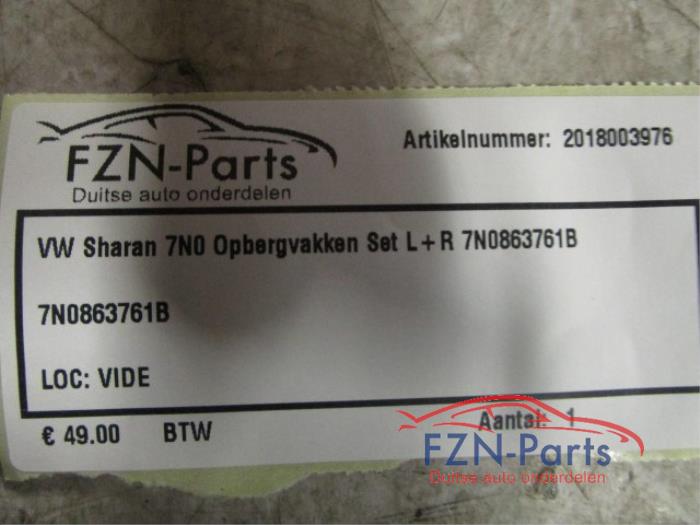 FZN-Parts
Duitse auto onderdelen
Artikelnummer: 2018003976
VW Sharan 7N0 Opbergvakken Set L+R 7N0863761B
7N0863761B
LOC: VIDE
€ 49.00 BTW Aantal: 1
FZN-Parts
Duitse auto onderdelen